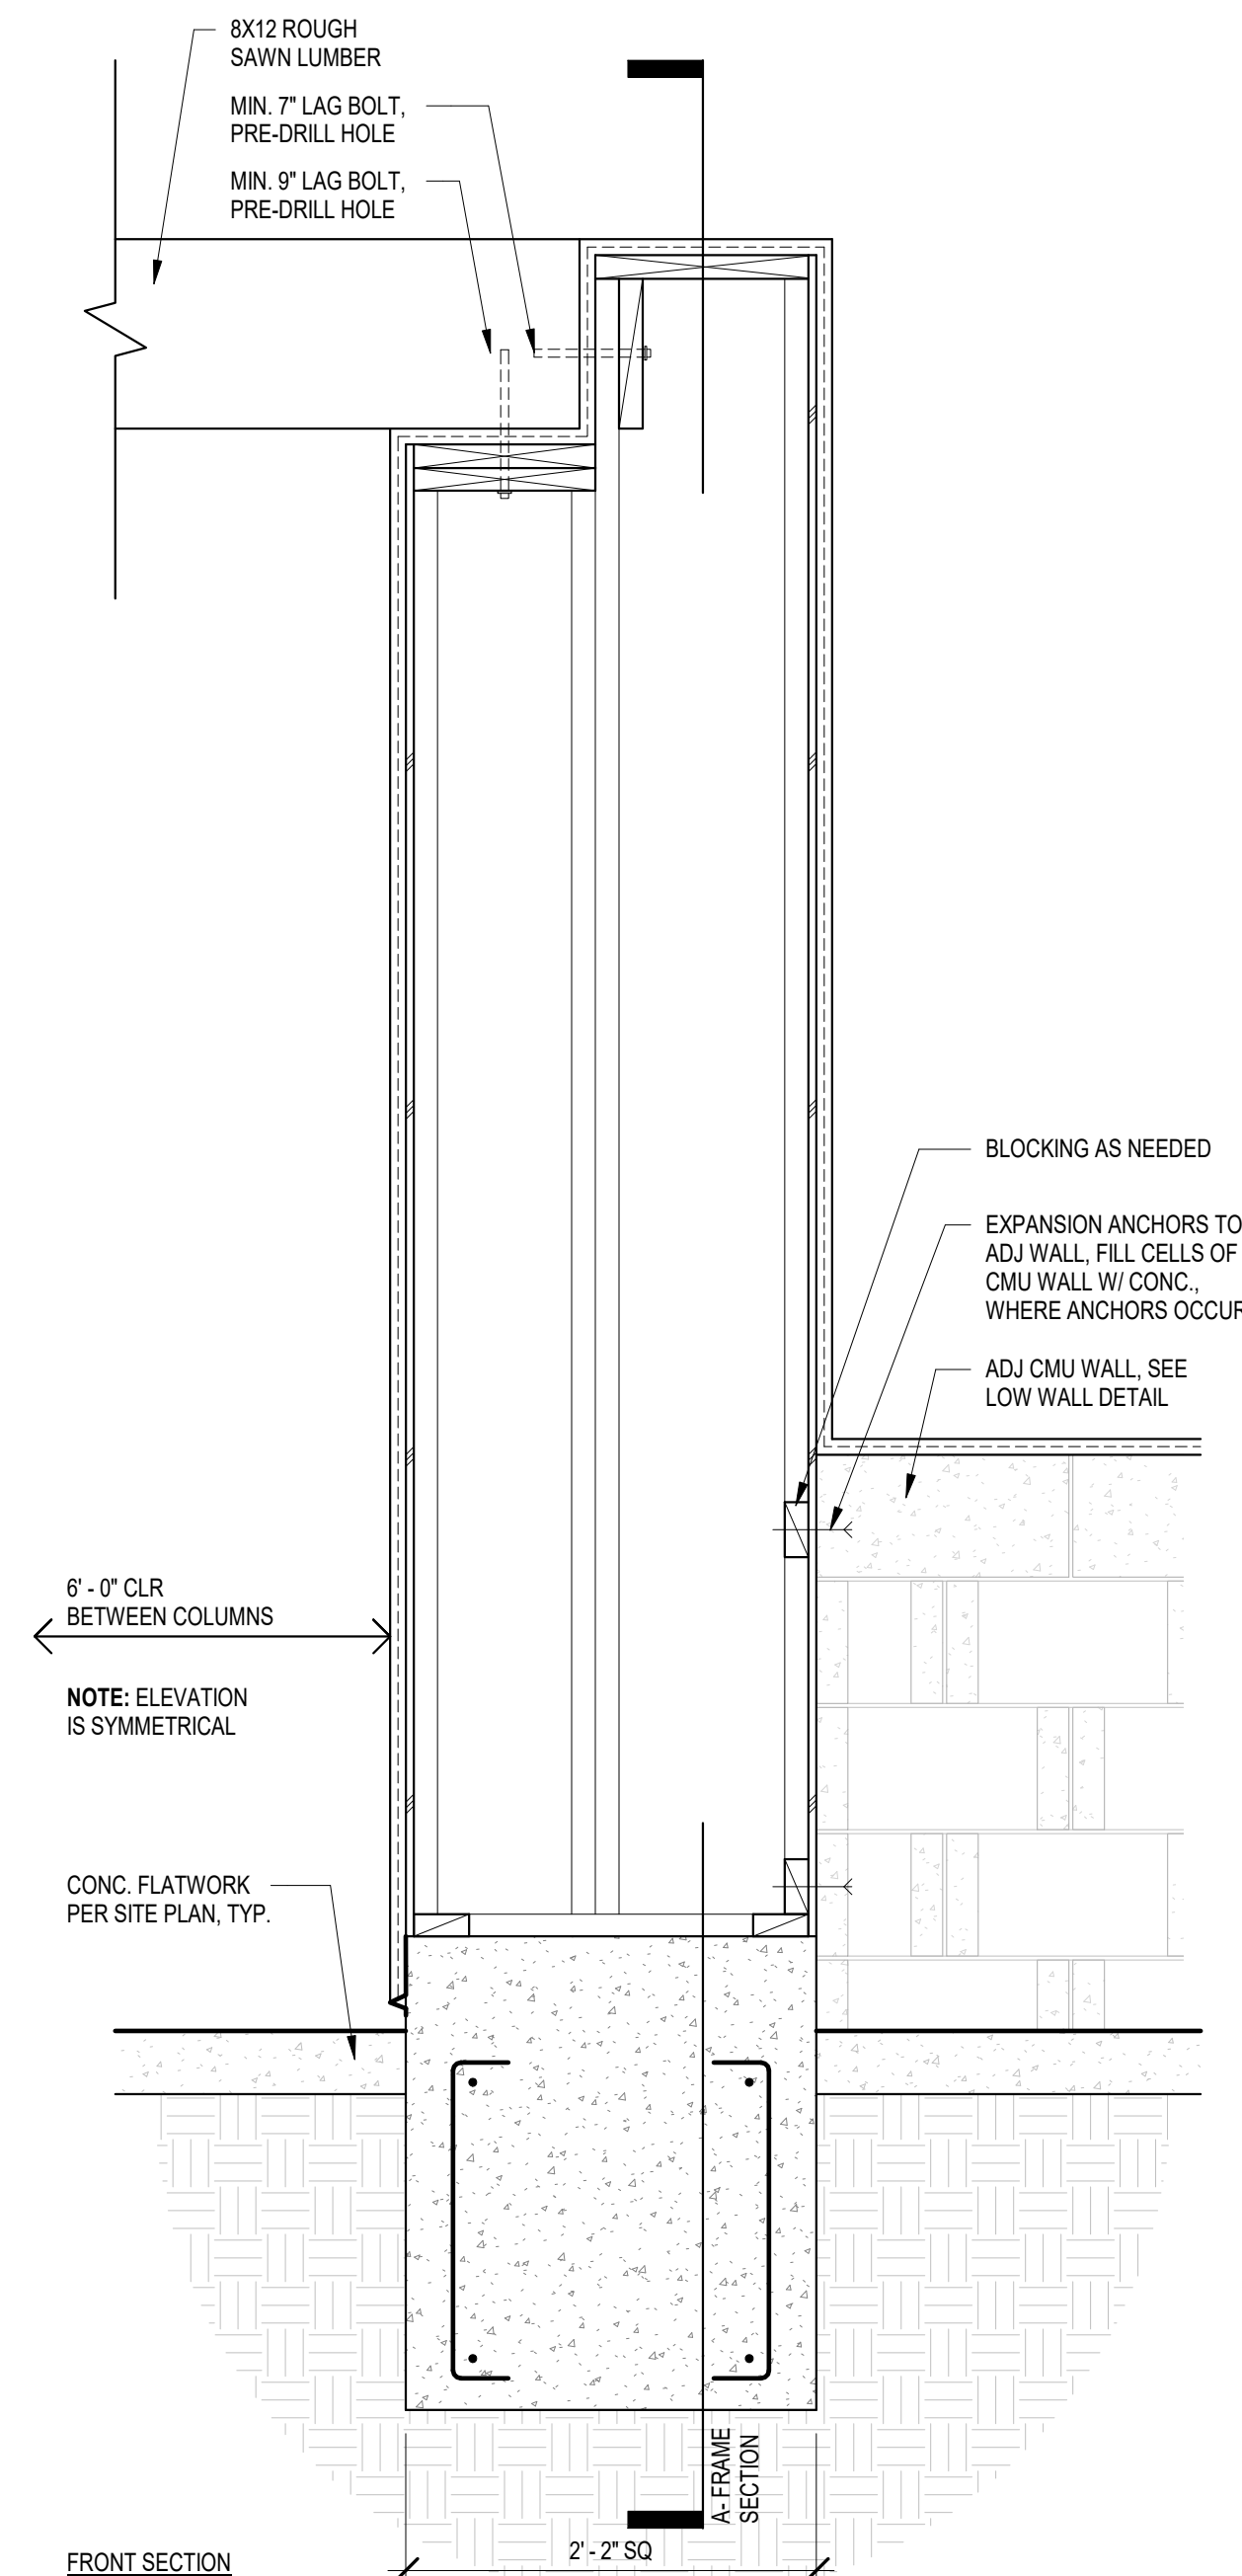 8X12 ROUGH
SAWN LUMBER
MIN. 7" LAG BOLT,
PRE-DRILL HOLE
MIN. 9" LAG BOLT,
PRE-DRILL HOLE
BLOCKING AS NEEDED
EXPANSION ANCHORS TO
ADJ WALL, FILL CELLS OF
CMU WALL W/ CONC.,
WHERE ANCHORS OCCUR
ADJ CMU WALL, SEE
LOW WALL DETAIL
6' - 0" CLR
BETWEEN COLUMNS
NOTE: ELEVATION
IS SYMMETRICAL
CONC. FLATWORK
PER SITE PLAN, TYP.
A- FRAME
SECTION
2' - 2" SQ
FRONT SECTION